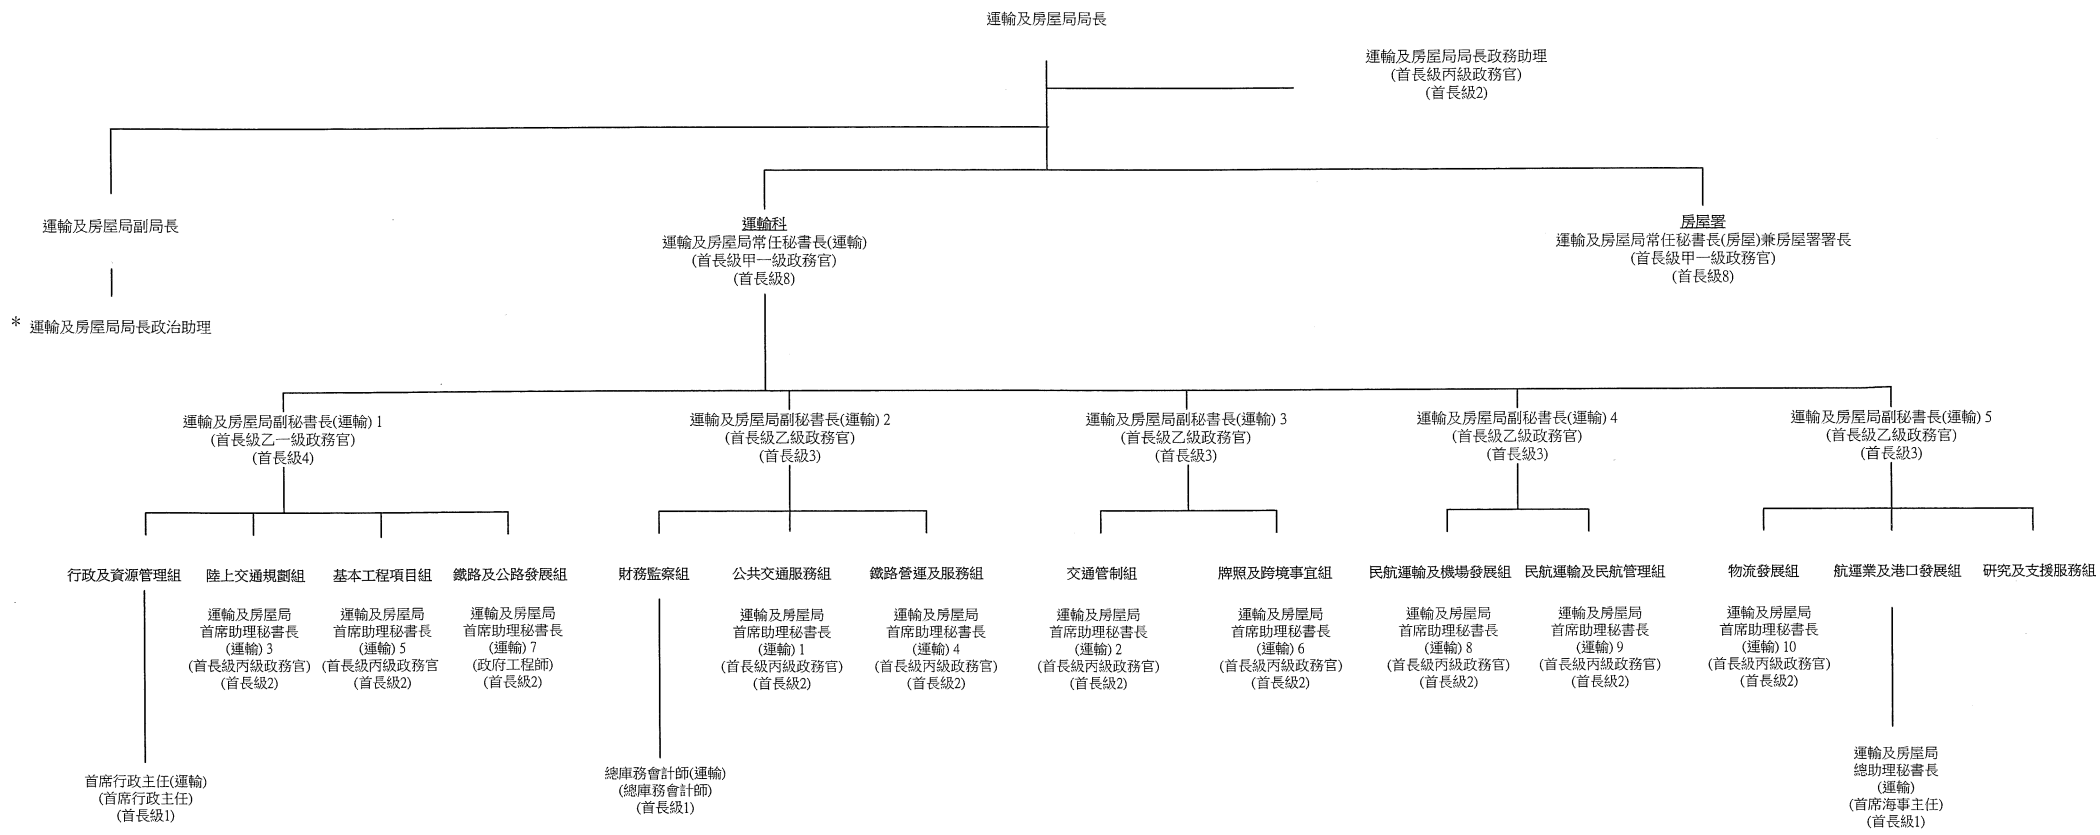 運輸及房屋局局長
運輸及房屋局局長政務助理
(首長級丙級政務官)
(首長級2)
運輸及房屋局副局長
* 運輸及房屋局局長政治助理
運輸科
運輸及房屋局常任秘書長(運輸)
(首長級甲一級政務官)
(首長級8)
房屋署
運輸及房屋局常任秘書長(房屋)兼房屋署署長
(首長級甲一級政務官)
(首長級8)
運輸及房屋局副秘書長(運輸) 1
(首長級乙一級政務官)
(首長級4)
運輸及房屋局副秘書長(運輸) 2
(首長級乙級政務官)
(首長級3)
運輸及房屋局副秘書長(運輸) 3
(首長級乙級政務官)
(首長級3)
運輸及房屋局副秘書長(運輸) 4
(首長級乙級政務官)
(首長級3)
運輸及房屋局副秘書長(運輸) 5
(首長級乙級政務官)
(首長級3)
行政及資源管理組
首席行政主任(運輸)
(首席行政主任)
(首長級1)
陸上交通規劃組
運輸及房屋局
首席助理秘書長
(運輸) 3
(首長級丙級政務官)
(首長級2)
基本工程項目組
運輸及房屋局
首席助理秘書長
(運輸) 5
(首長級丙級政務官
(首長級2)
鐵路及公路發展組
運輸及房屋局
首席助理秘書長
(運輸) 7
(政府工程師)
(首長級2)
財務監察組
總庫務會計師(運輸)
(總庫務會計師)
(首長級1)
公共交通服務組
運輸及房屋局
首席助理秘書長
(運輸) 1
(首長級丙級政務官)
(首長級2)
鐵路營運及服務組
運輸及房屋局
首席助理秘書長
(運輸) 4
(首長級丙級政務官)
(首長級2)
交通管制組
運輸及房屋局
首席助理秘書長
(運輸) 2
(首長級丙級政務官)
(首長級2)
牌照及跨境事宜組
運輸及房屋局
首席助理秘書長
(運輸) 6
(首長級丙級政務官)
(首長級2)
民航運輸及機場發展組
運輸及房屋局
首席助理秘書長
(運輸) 8
(首長級丙級政務官)
(首長級2)
民航運輸及民航管理組
運輸及房屋局
首席助理秘書長
(運輸) 9
(首長級丙級政務官)
(首長級2)
物流發展組
運輸及房屋局
首席助理秘書長
(運輸) 10
(首長級丙級政務官)
(首長級2)
航運業及港口發展組
運輸及房屋局
總助理秘書長
(運輸)
(首席海事主任)
(首長級1)
研究及支援服務組